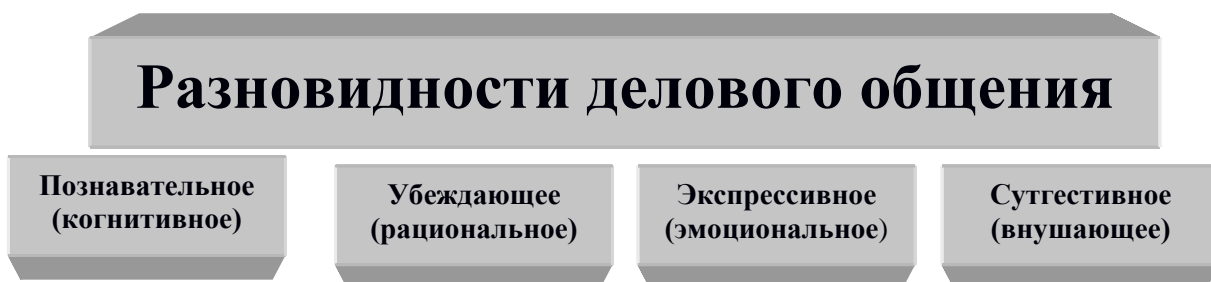 Разновидности делового общения
Познавательное
(когнитивное)
Убеждающее
(рациональное)
Экспрессивное
(эмоциональное)
Сутгестивное
(внушающее)